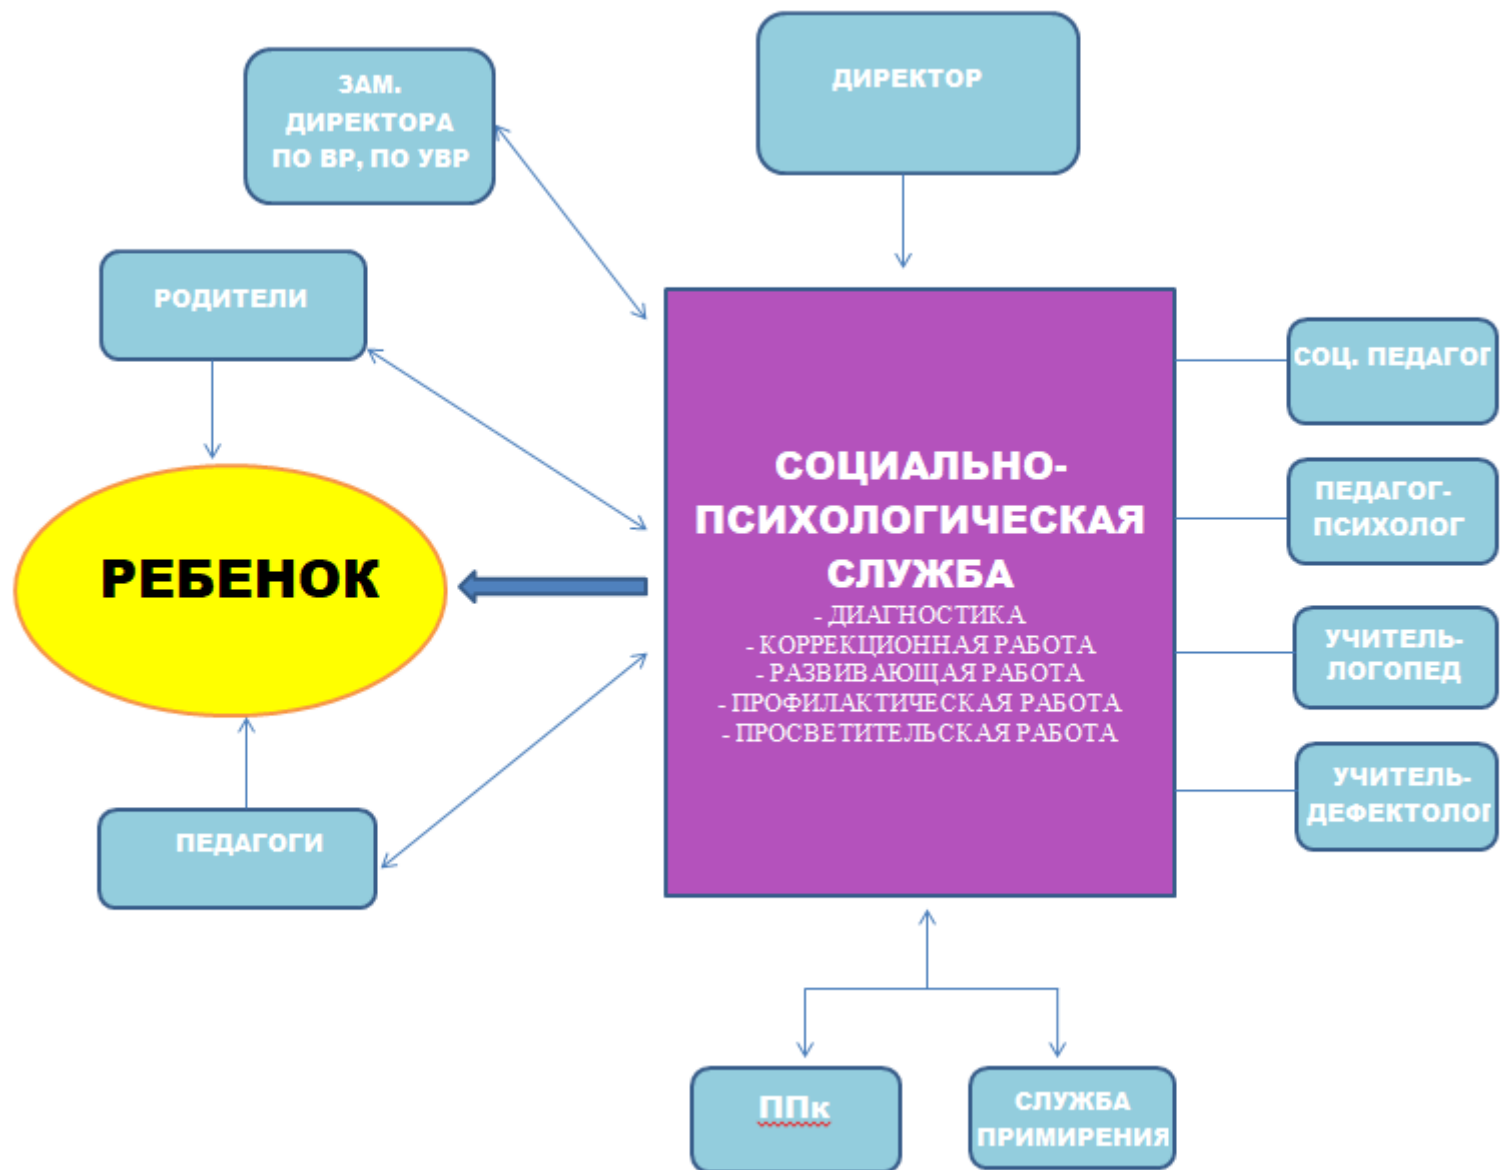 ЗАМ.
ДИРЕКТОРА
ПО ВР, ПО УВР
ДИРЕКТОР
РОДИТЕЛИ
РЕБЕНОК
ПЕДАГОГИ
СОЦИАЛЬНО-
ПСИХОЛОГИЧЕСКАЯ
СЛУЖБА
- ДИАГНОСТИКА
- КОРРЕКЦИОННАЯ РАБОТА
- РАЗВИВАЮЩАЯ РАБОТА
- ПРОФИЛАКТИЧЕСКАЯ РАБОТА
- ПРОСВЕТИТЕЛЬСКАЯ РАБОТА
СОЦ. ПЕДАГОГ
ПЕДАГОГ-
ПСИХОЛОГ
УЧИТЕЛЬ-
ЛОГОПЕД
УЧИТЕЛЬ-
ДЕФЕКТОЛОГ
ППк
СЛУЖБА
ПРИМИРЕНИЯ